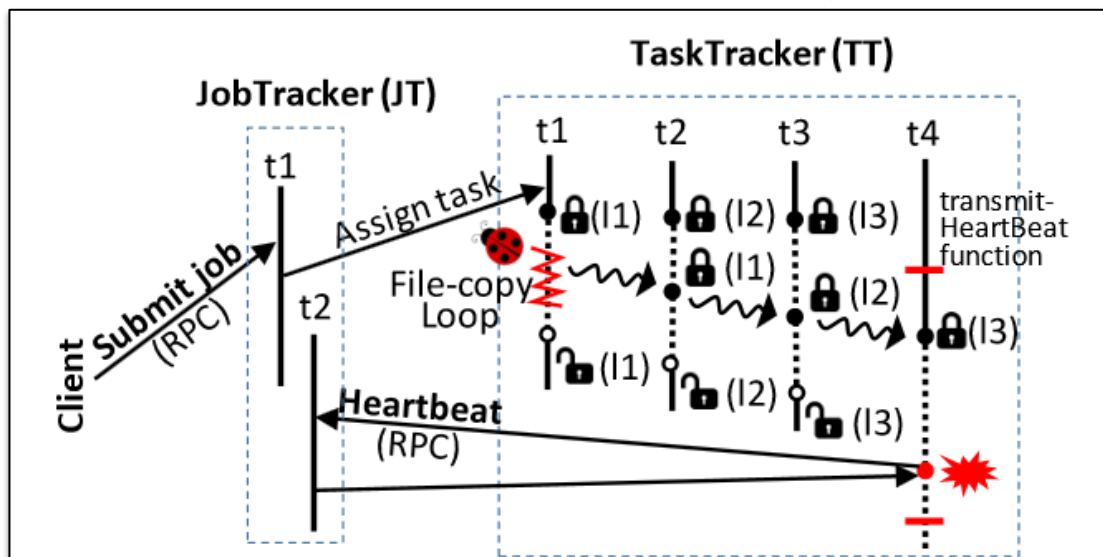 TaskTracker (TT)
JobTracker (JT)
t1
t1
t2
t3
t4
Assign task
(l1)
(l2)
(l3)
transmit-
HeartBeat
function
(l1)
File-copy
Loop
(l2)
t2
(l3)
Submit job
(RPC)
Client
(l1)
(l2)
(l3)
Heartbeat
(RPC)